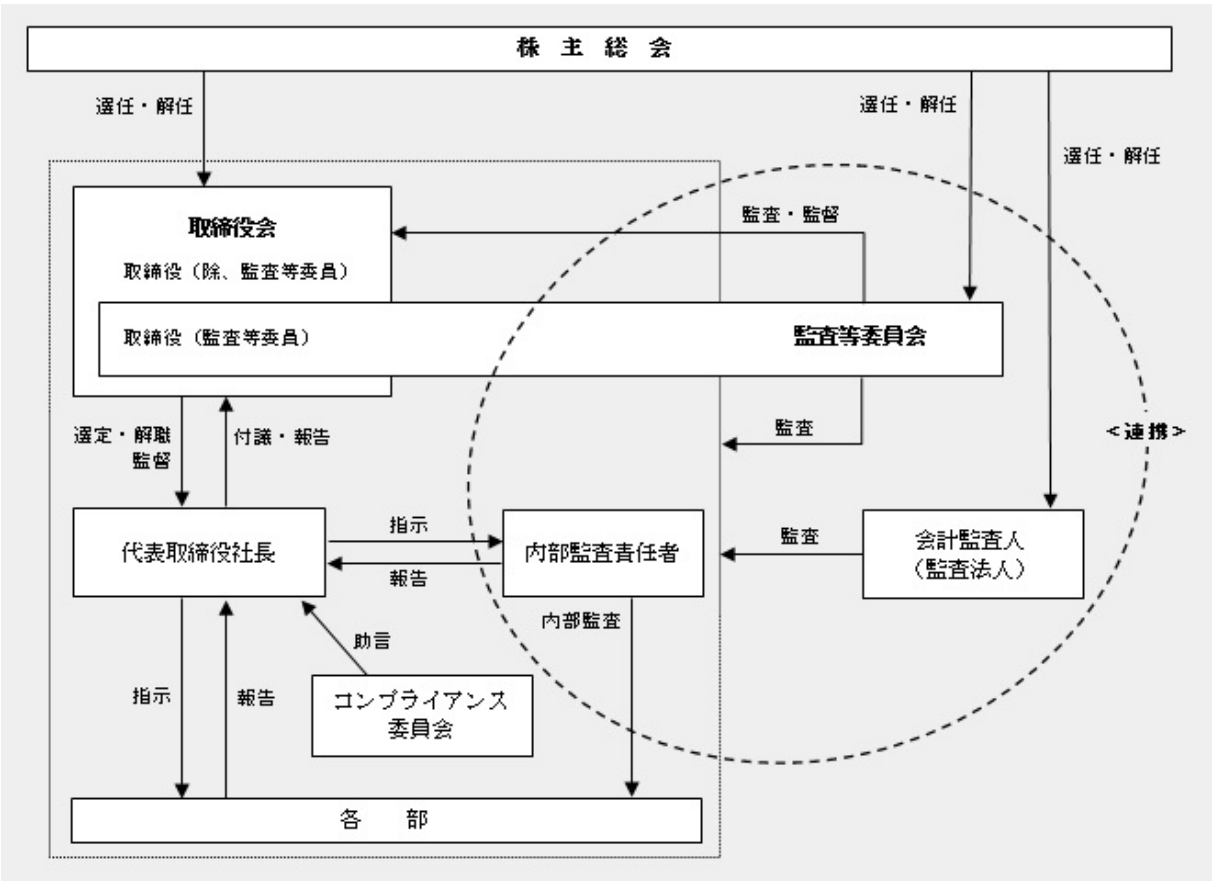 株 主 総 会
選任・解任
選任・解任
選任・解任
取締役会
監査・監督
取締役（除、監査等委員）
取締役（監査等委員）
監査等委員会
選定・解職
監督
付議・報告
監査
＜連携＞
代表取締役社長
指示
報告
内部監査責任者
監査
会計監査人
（監査法人）
助言
内部監査
指示
報告
コンプライアンス
委員会
各 部